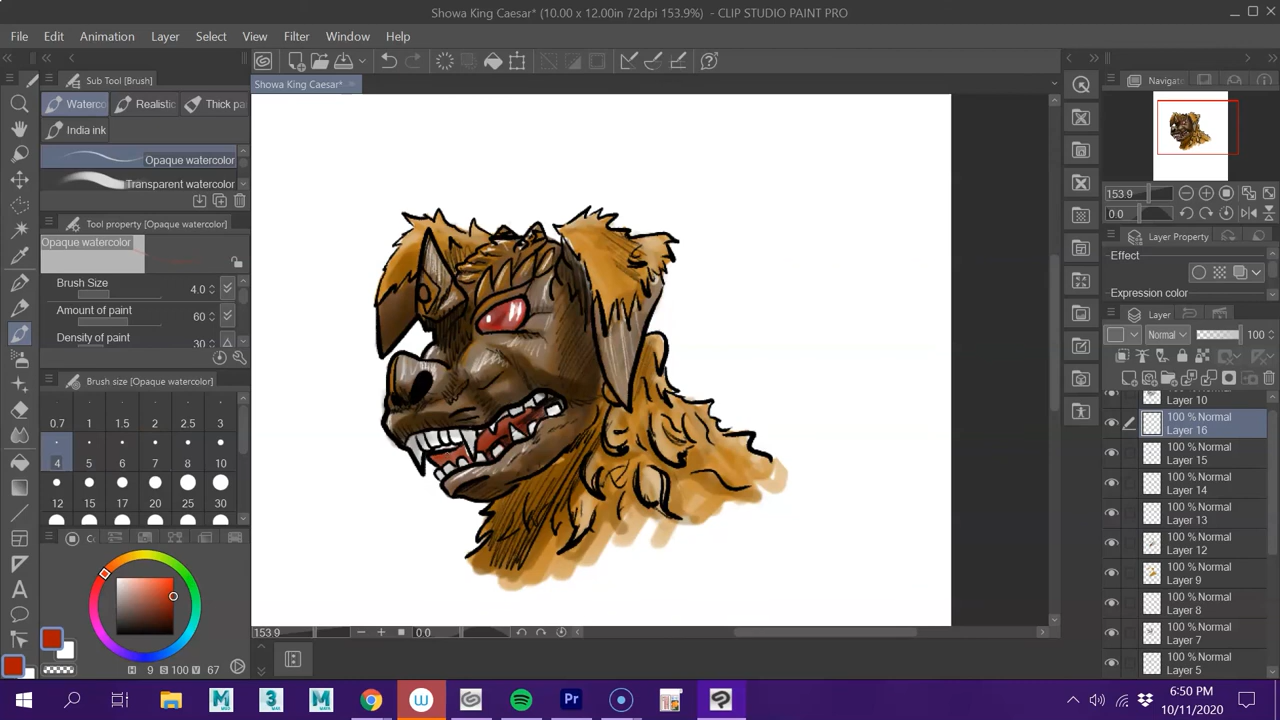 Showa King Caesar* (10.00 x 12.00in 72dpi 153.9%) - CLIP STUDIO PAINT PRO
File Edit Animation Layer Select View Filter Window Help
Sub Tool [Brush]
Showa King Caesar*
Navigato
Waterco
Realistic
Thick pa
India ink
Opaque watercolor
Transparent watercolor
Tool property [Opaque watercolor]
Opaque watercolor
Brush Size 4.0
Amount of paint 60
Density of paint 30
Brush size [Opaque watercolor]
0.7 1 1.5 2 2.5 3
4 5 6 7 8 10
12 15 17 20 25 30
H 9 S 100 V 67
153.9
0.0
153.9
0.0
Layer Property
Effect
Expression color
Layer
Normal 100
Layer 10
100 % Normal
Layer 16
100 % Normal
Layer 15
100 % Normal
Layer 14
100 % Normal
Layer 13
100 % Normal
Layer 12
100 % Normal
Layer 9
100 % Normal
Layer 8
100 % Normal
Layer 7
100 % Normal
Layer 5
6:50 PM
10/11/2020